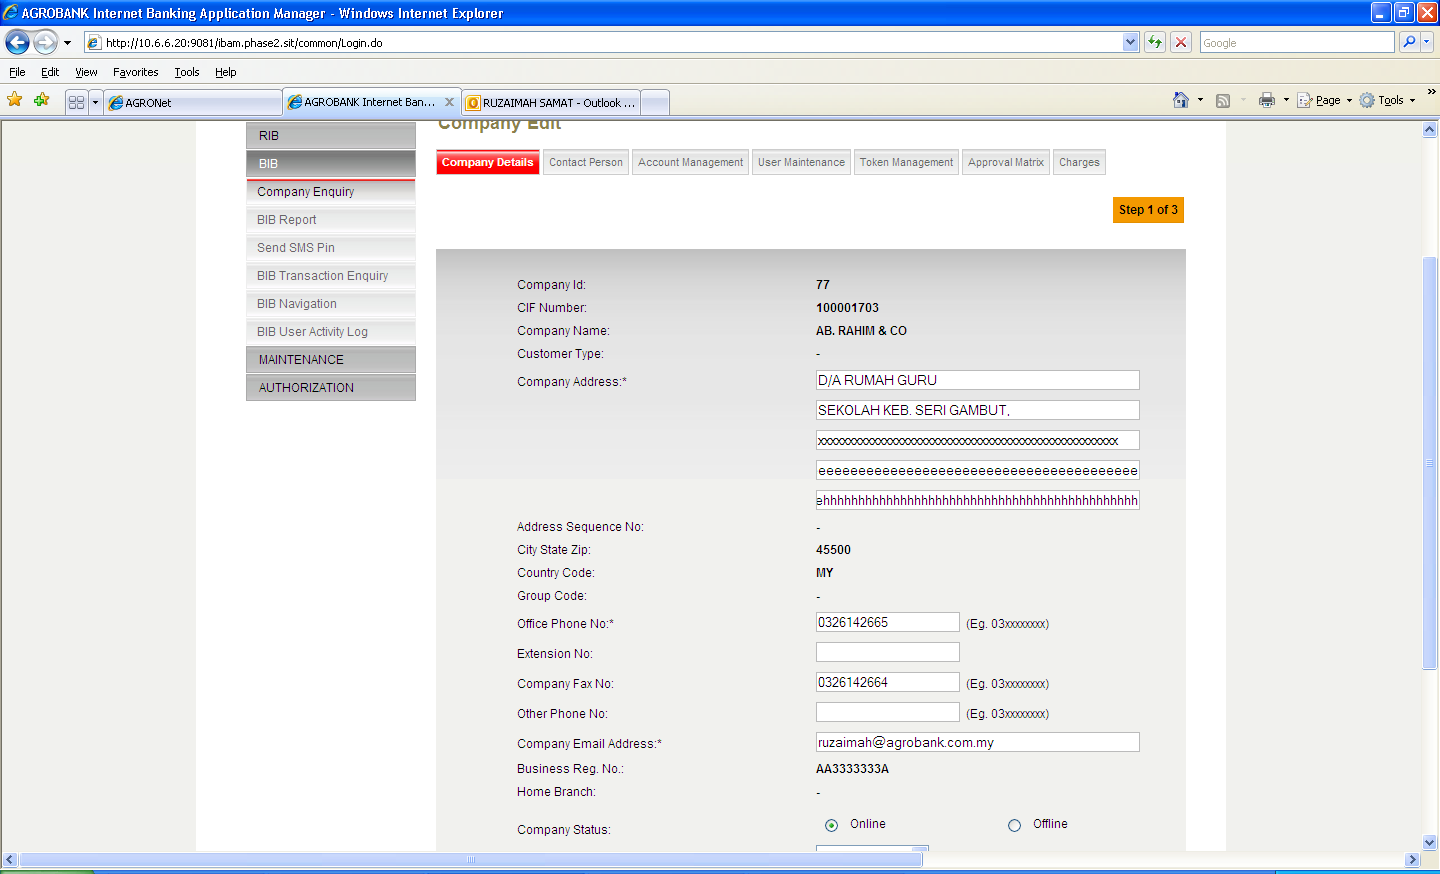 AGROBANK Internet Banking Application Manager - Windows Internet Explorer
http://10.6.6.20:9081/ibam.phase2.sit/common/Login.do
Google
File Edit View Favorites Tools Help
AGRONet
AGROBANK Internet Ban...
RUZAIMAH SAMAT - Outlook ...
Page
Tools
Company Edit
RIB
BIB
Company Enquiry
BIB Report
Send SMS Pin
BIB Transaction Enquiry
BIB Navigation
BIB User Activity Log
MAINTENANCE
AUTHORIZATION
Company Details Contact Person Account Management User Maintenance Token Management Approval Matrix Charges
Step 1 of 3
Company Id: 77
CIF Number: 100001703
Company Name: AB. RAHIM & CO
Customer Type: -
Company Address:* D/A RUMAH GURU
SEKOLAH KEB. SERI GAMBUT,
Address Sequence No: -
City State Zip: 45500
Country Code: MY
Group Code: -
Office Phone No:* 0326142665 (Eg. 03xxxxxxxx)
Extension No:
Company Fax No: 0326142664 (Eg. 03xxxxxxxx)
Other Phone No: (Eg. 03xxxxxxxx)
Company Email Address:* ruzaimah@agrobank.com.my
Business Reg. No.: AA3333333A
Home Branch: -
Company Status: Online Offline